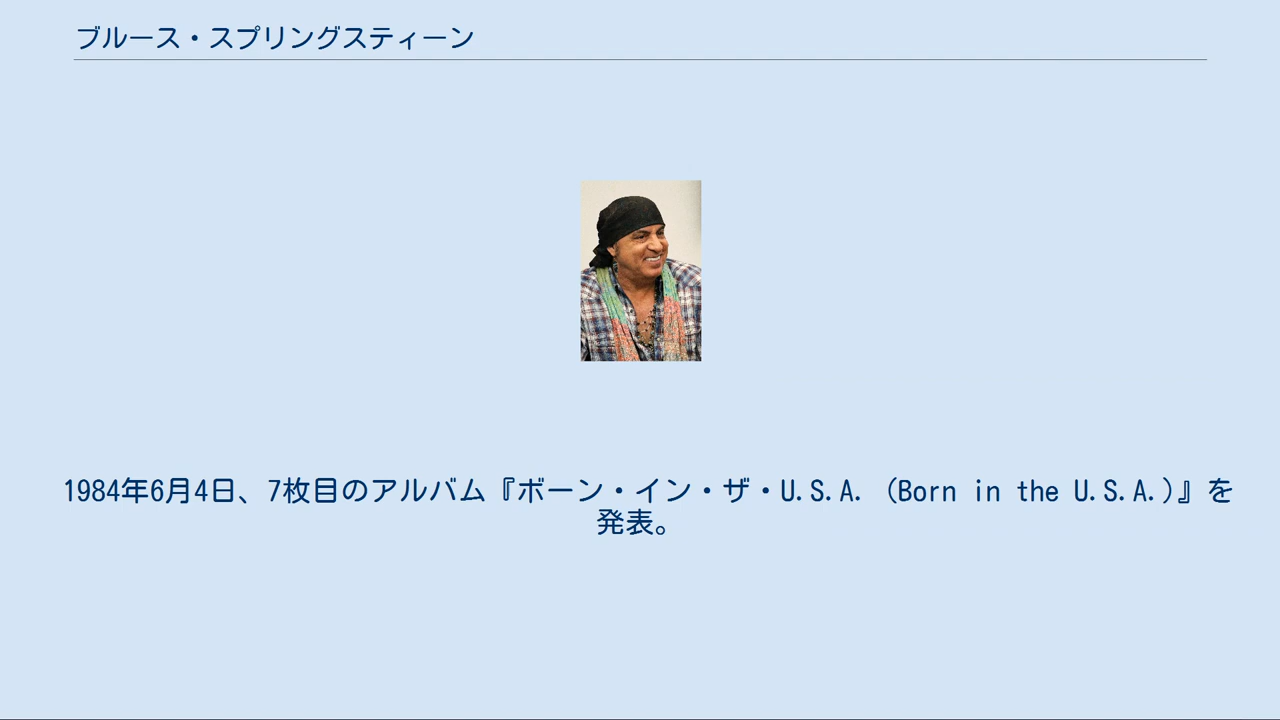 ブルース・スプリングスティーン
1984年6月4日、7枚目のアルバム『ボーン・イン・ザ・U.S.A. (Born in the U.S.A.)』を
発表。